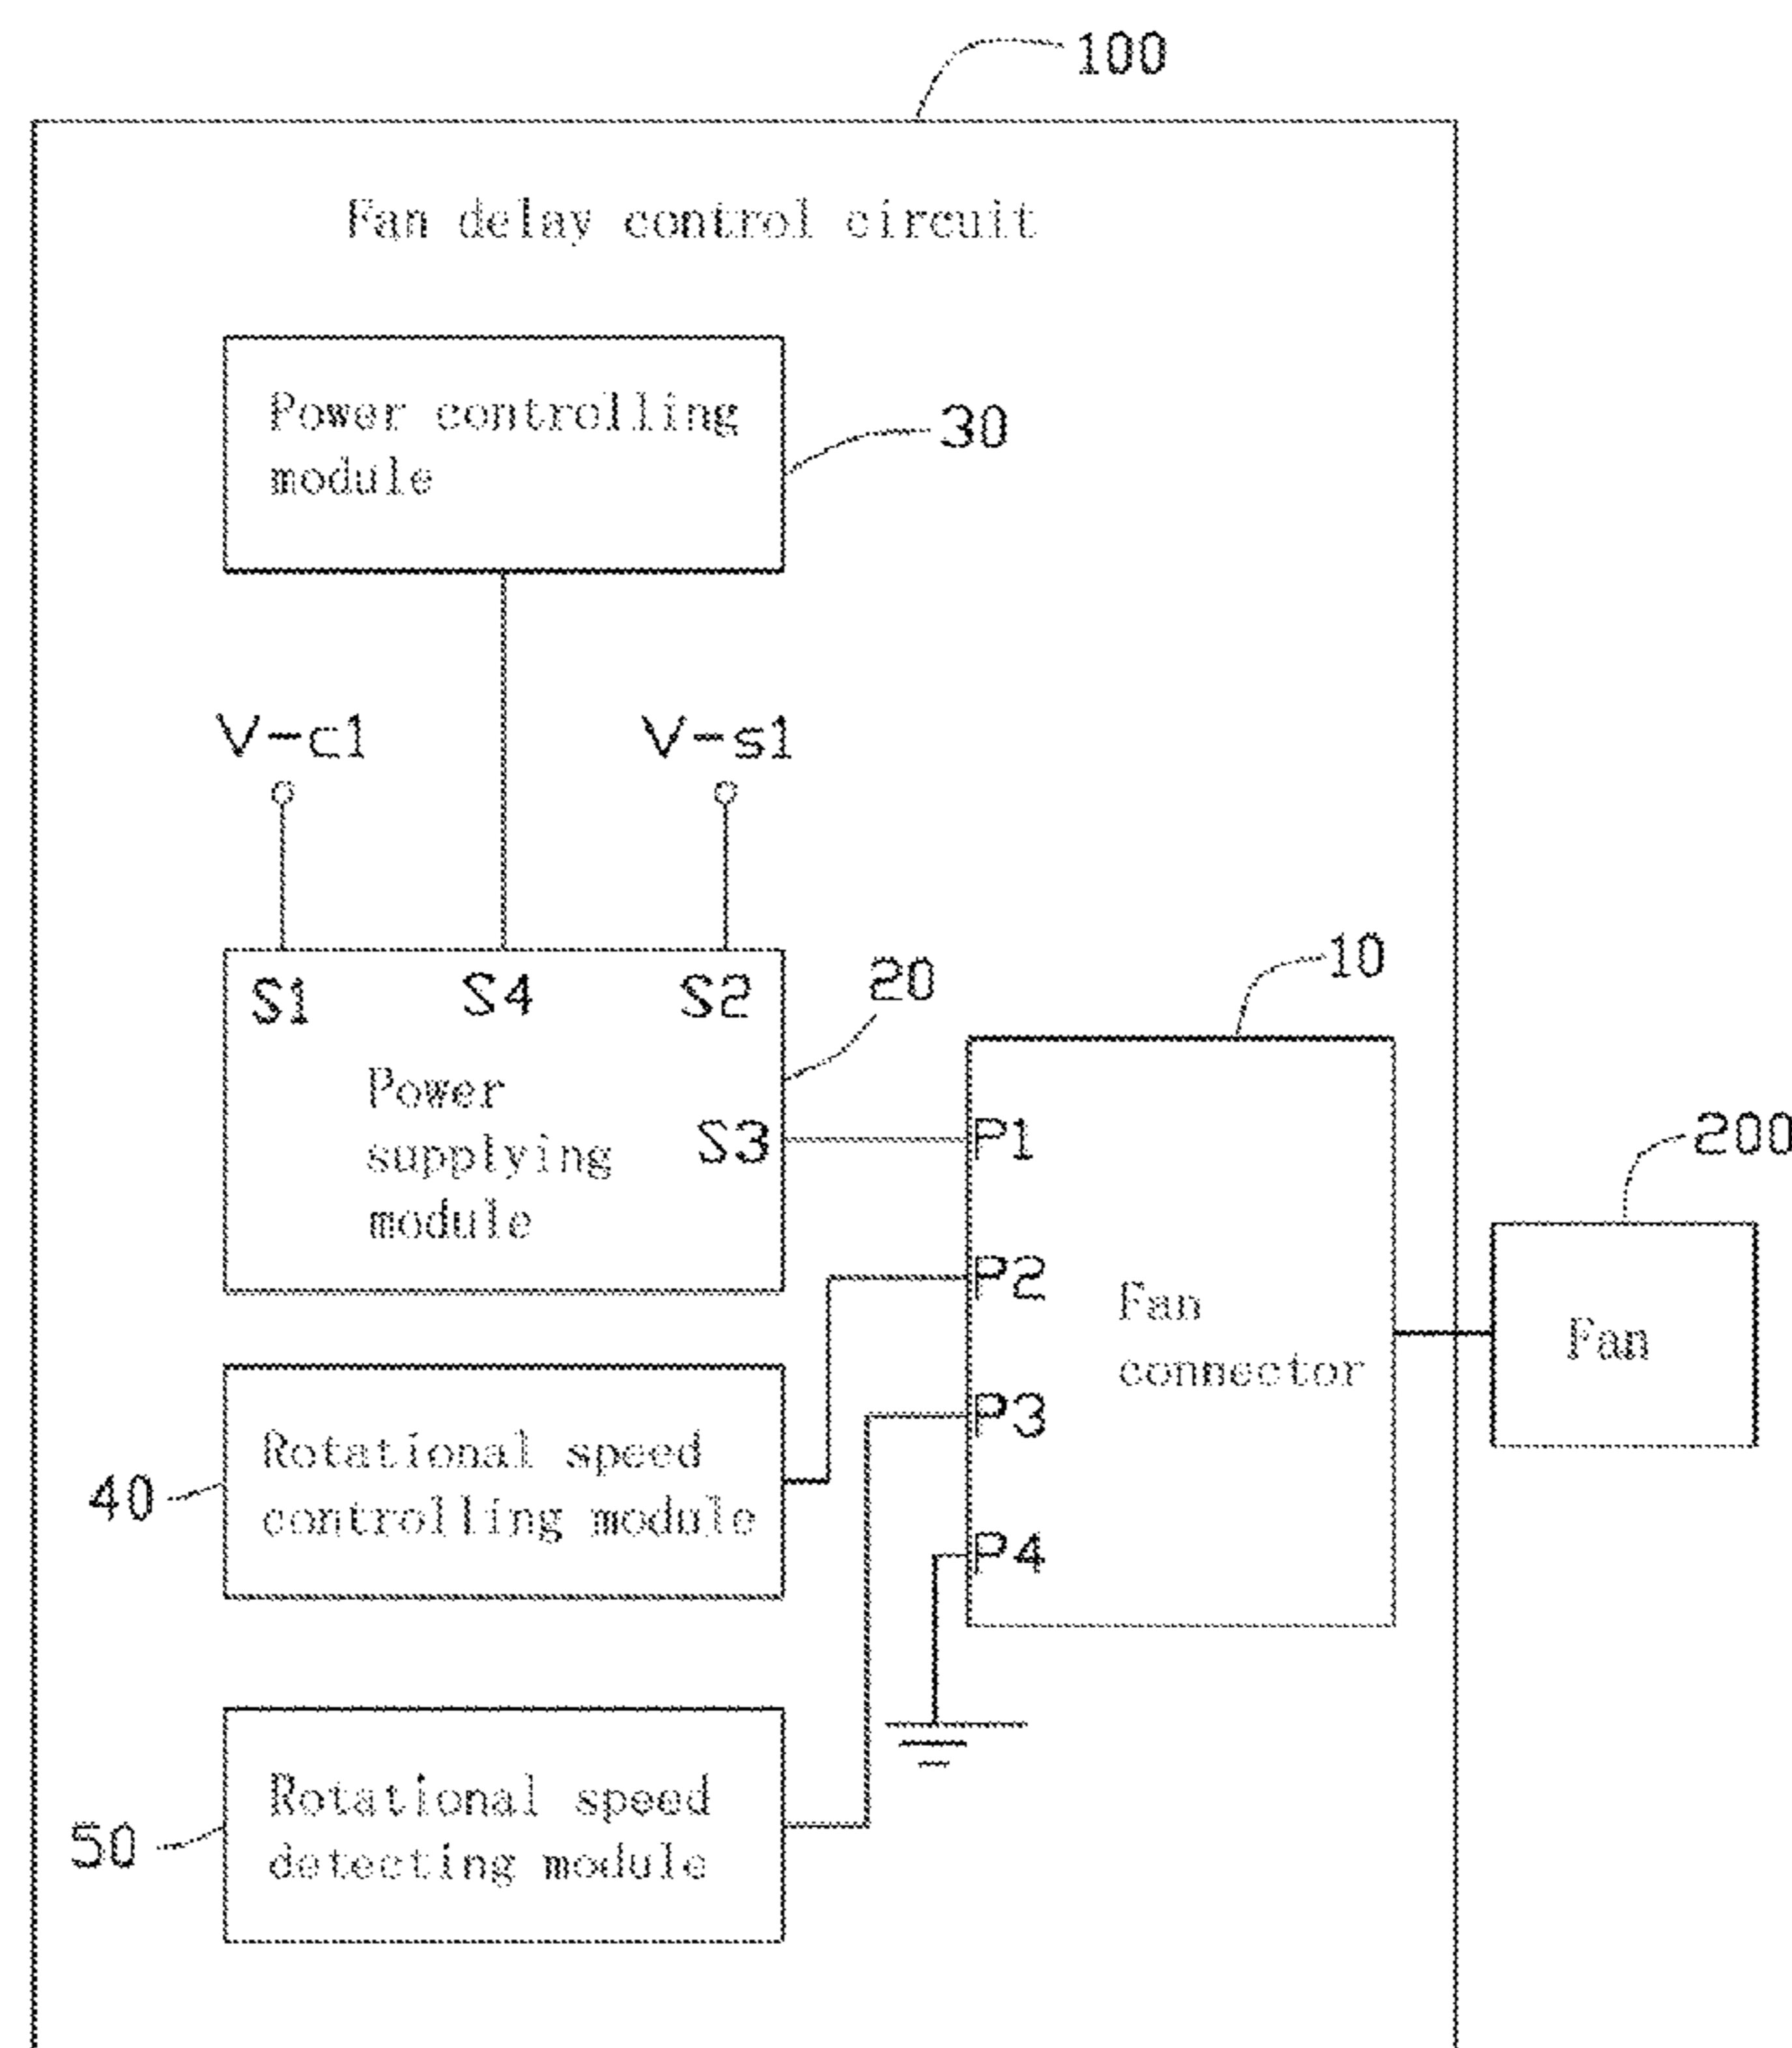 100
Fan delay control circuit
Power controlling
module
30
V-c1
V-s1
S1
S4
S2
20
10
Power
supplying
module
S3
P1
200
P2
Fan
connector
Fan
P3
Rotational speed
controlling module
40
P4
Rotational speed
detecting module
50